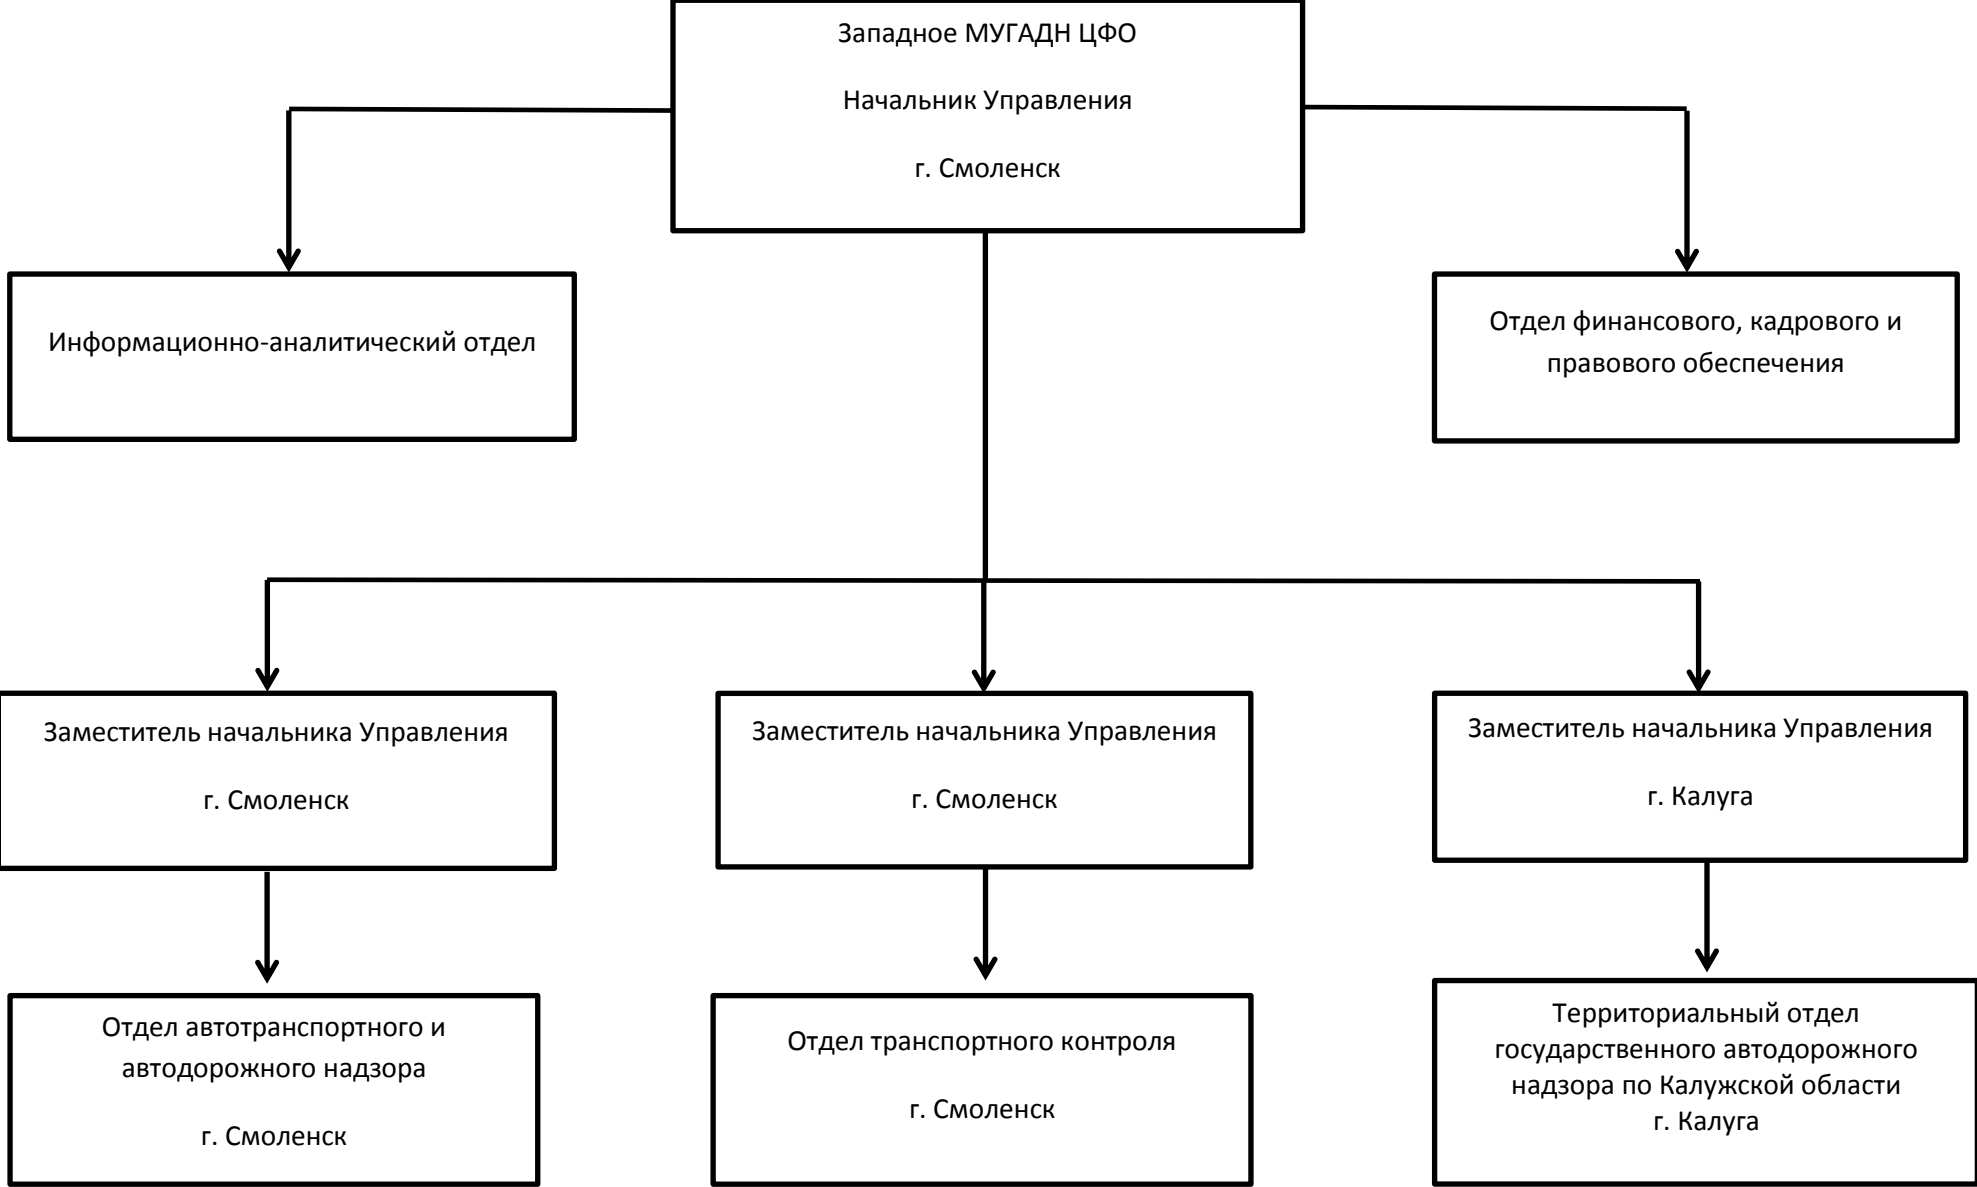 Западное МУГАДН ЦФО
Начальник Управления
г. Смоленск
Информационно-аналитический отдел
Отдел финансового, кадрового и
правового обеспечения
Заместитель начальника Управления
г. Смоленск
Заместитель начальника Управления
г. Смоленск
Заместитель начальника Управления
г. Калуга
Отдел автотранспортного и
автодорожного надзора
г. Смоленск
Отдел транспортного контроля
г. Смоленск
Территориальный отдел
государственного автодорожного
надзора по Калужской области
г. Калуга